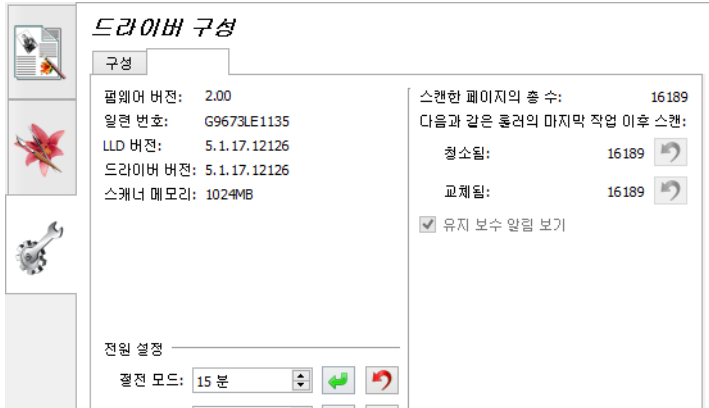 드라이버 구성
구성
펌웨어 버전: 2.00
일련 번호: G9673LE1135
LLD 버전: 5.1.17.12126
드라이버 버전: 5.1.17.12126
스캐너 메모리: 1024MB
스캔한 페이지의 총 수: 16189
다음과 같은 롤러의 마지막 작업 이후 스캔:
청소됨: 16189
교체됨: 16189
유지 보수 알림 보기
전원 설정
절전 모드: 15 분